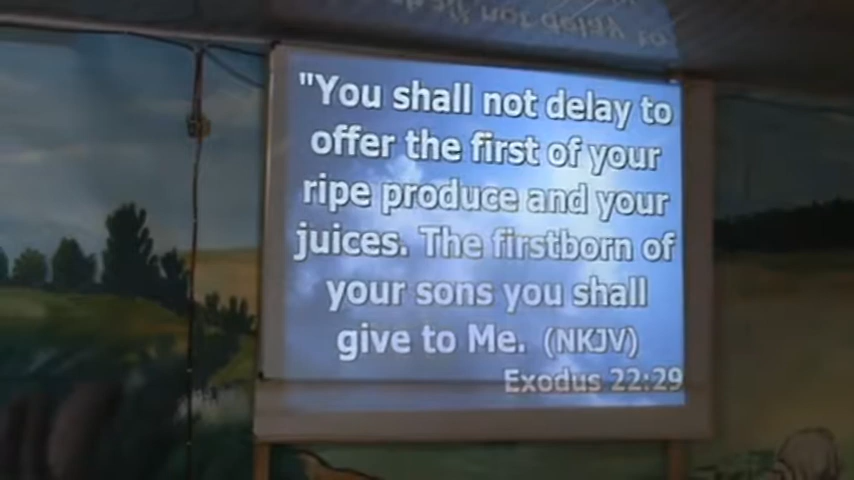 "You shall not delay to
offer the first of your
ripe produce and your
juices. The firstborn of
your sons you shall
give to Me. (NKJV)
Exodus 22:29